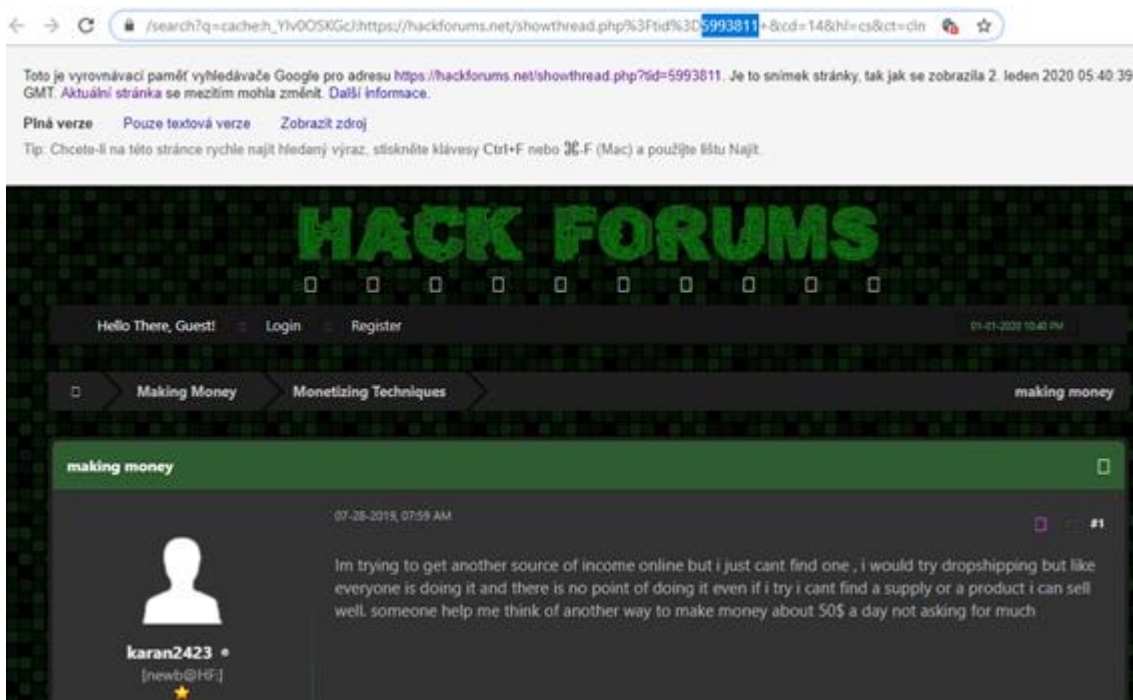 /search?q=cache:h_YIv0OSKGcJ:https://hackforums.net/showthread.php%3Ftid%3D5993811+&cd=14&hl=cs&ct=cln
Toto je vyrovnávací paměť vyhledávače Google pro adresu https://hackforums.net/showthread.php?tid=5993811. Je to snímek stránky, tak jak se zobrazila 2. leden 2020 05:40:39
GMT. Aktuální stránka se mezitím mohla změnit. Další informace.
Plná verze Pouze textová verze Zobrazit zdroj
Tip: Chcete-li na této stránce rychle najít hledaný výraz, stiskněte klávesy Ctrl+F nebo ⌘-F (Mac) a použijte lištu Najít.
HACK FORUMS
Hello There, Guest! Login Register 01-01-2020 10:40 PM
Making Money Monetizing Techniques making money
making money
07-28-2019, 07:59 AM
#1
Im trying to get another source of income online but i just cant find one , i would try dropshipping but like
everyone is doing it and there is no point of doing it even if i try i cant find a supply or a product i can sell
well. someone help me think of another way to make money about 50$ a day not asking for much
karan2423
[newb@HF:]